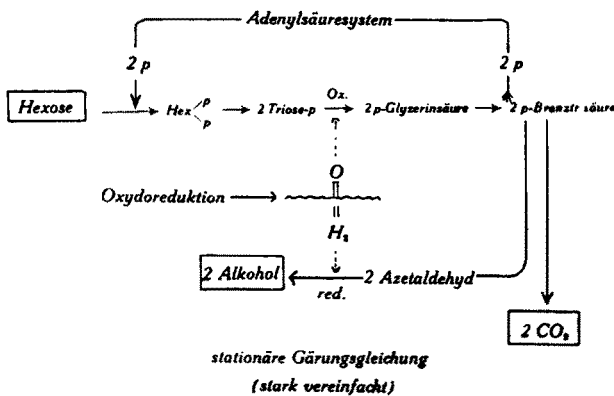 Adenylsäuresystem
2 p 2 p
Hexose Hex p p 2 Triose-p Ox. 2 p-Glyzerinsäure 2 p-Brenztr säure
O
Oxydoreduktion
H₂
2 Alkohol red. 2 Azetaldehyd
2 CO₂
stationäre Gärungsgleichung
(stark vereinfacht)